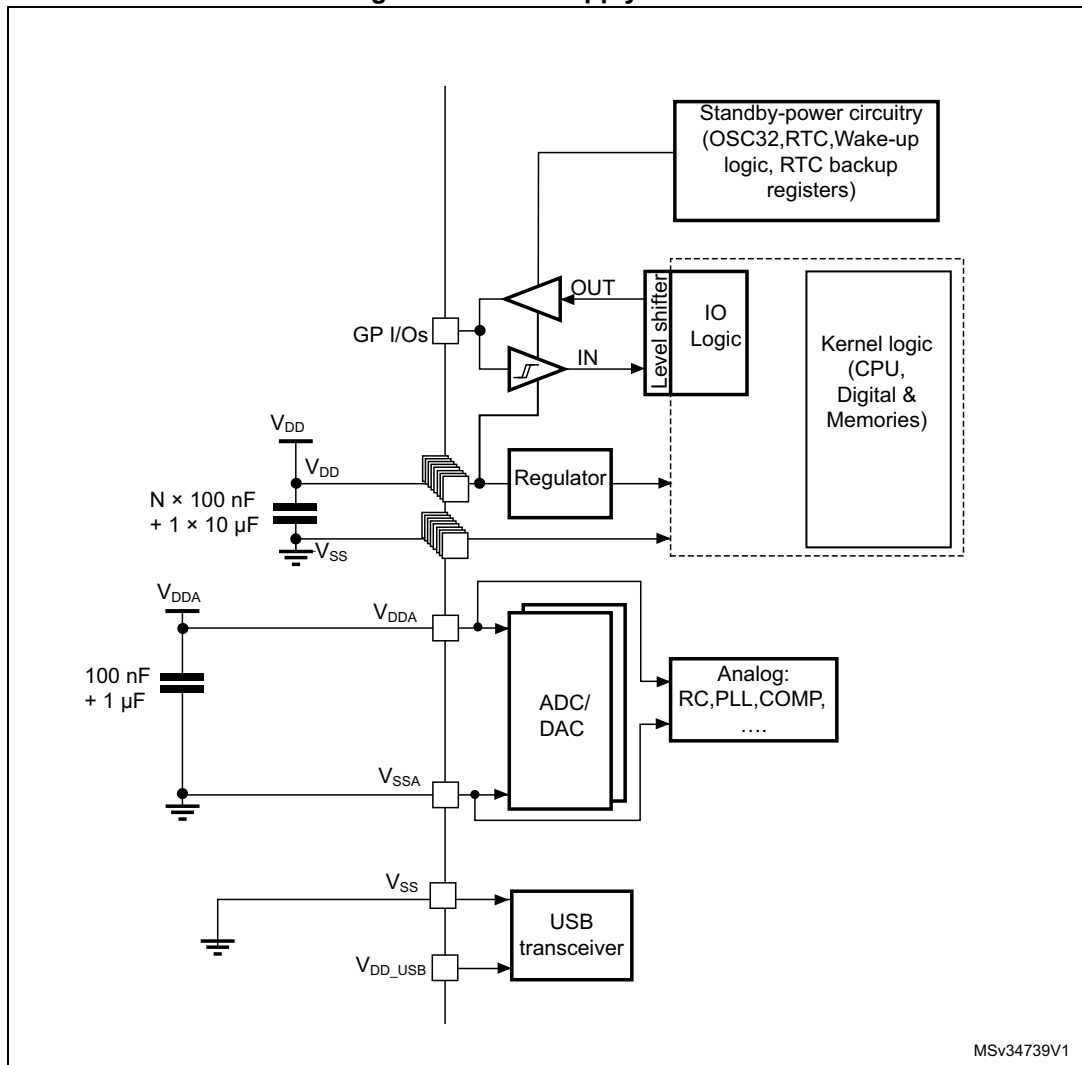 Standby-power circuitry
(OSC32,RTC,Wake-up
logic, RTC backup
registers)
OUT
GP I/Os
IN
Level shifter
IO
Logic
Kernel logic
(CPU,
Digital &
Memories)
VDD
VDD
Regulator
N × 100 nF
+ 1 × 10 µF
VSS
VDDA
VDDA
100 nF
+ 1 µF
ADC/
DAC
Analog:
RC,PLL,COMP,
....
VSSA
VSS
USB
transceiver
VDD_USB
MSv34739V1